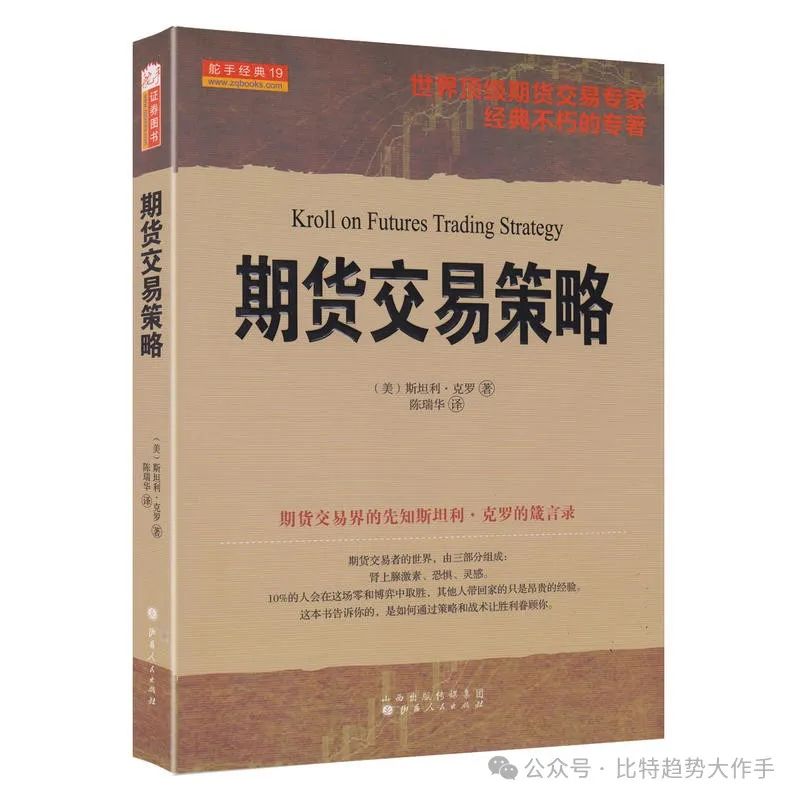 舵手经典19
www.zqbooks.com
世界顶级期货交易专家
经典不朽的专著
Kroll on Futures Trading Strategy
期货交易策略
（美）斯坦利·克罗 著
陈瑞华 译
期货交易界的先知斯坦利·克罗的箴言录
期货交易者的世界，由三部分组成：
肾上腺激素、恐惧、灵感。
10%的人会在这场零和博弈中取胜，其他人带回家的只是昂贵的经验。
这本书告诉你的，是如何通过策略和战术让胜利眷顾你。
山西出版传媒集团
山西人民出版社
舵手
证券图书
期货交易策略
（美）斯坦利·克罗 著
陈瑞华 译
山西人民出版社
公众号·比特趋势大作手